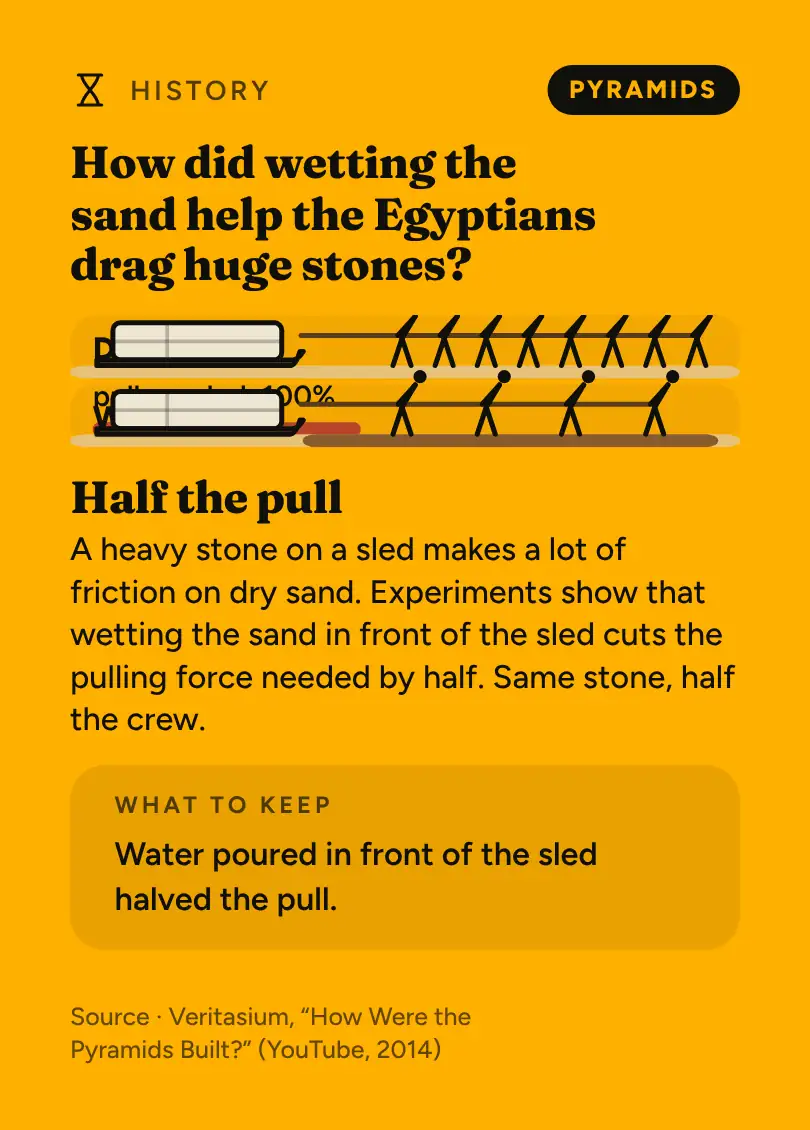 HISTORY
PYRAMIDS
How did wetting the
sand help the Egyptians
drag huge stones?
100%
Half the pull
A heavy stone on a sled makes a lot of
friction on dry sand. Experiments show that
wetting the sand in front of the sled cuts the
pulling force needed by half. Same stone, half
the crew.
WHAT TO KEEP
Water poured in front of the sled
halved the pull.
Source · Veritasium, “How Were the
Pyramids Built?” (YouTube, 2014)